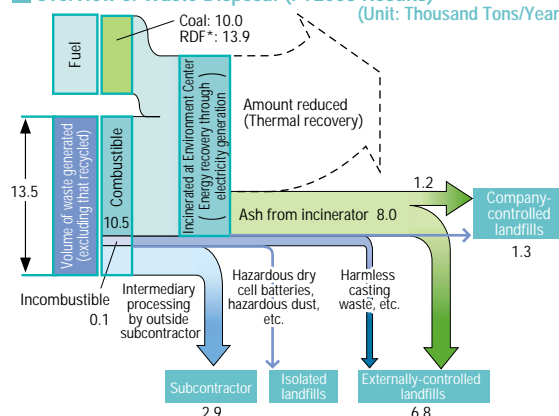 (Unit: Thousand Tons/Year)
Coal: 10.0
RDF*: 13.9
Fuel
Amount reduced
(Thermal recovery)
Incinerated at Environment Center
(Energy recovery through
electricity generation)
Volume of waste generated
(excluding that recycled)
Combustible
13.5
10.5
1.2
Ash from incinerator 8.0
Company-
controlled
landfills
1.3
Incombustible
0.1
Intermediary
processing
by outside
subcontractor
Hazardous dry
cell batteries,
hazardous dust,
etc.
Harmless
casting
waste, etc.
Subcontractor
2.9
Isolated
landfills
Externally-controlled
landfills
6.8